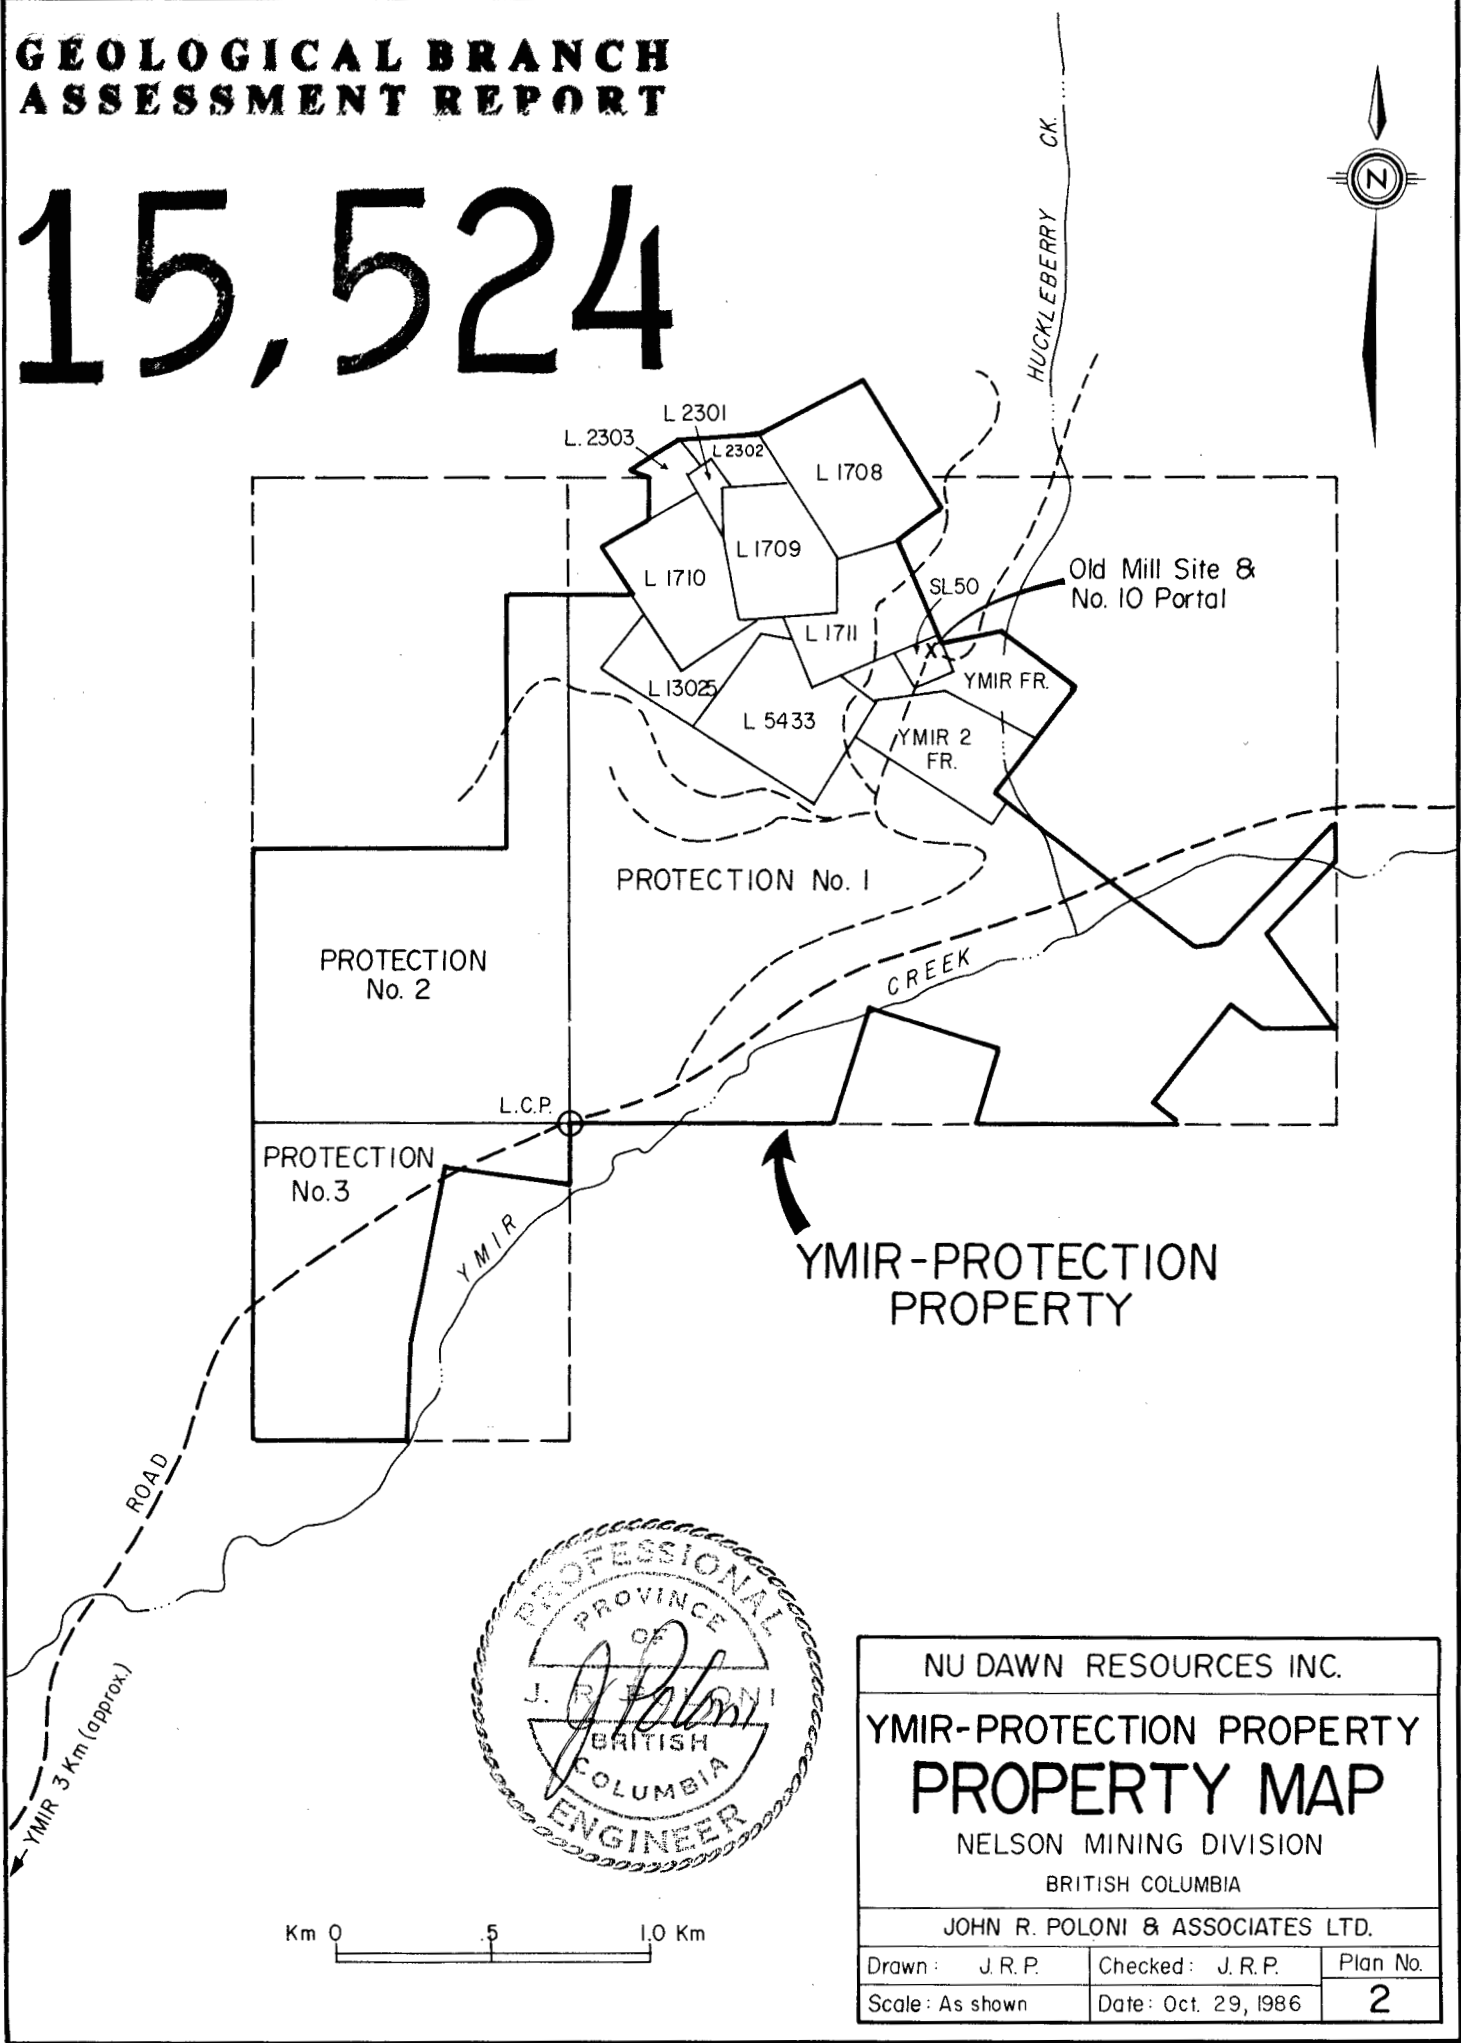 GEOLOGICAL BRANCH
ASSESSMENT REPORT
15,524
HUCKLEBERRY CK.
N
L 2301
L. 2303
L 2302
L 1708
L 1709
L 1710
SL50
Old Mill Site &
No. 10 Portal
L 1711
YMIR FR.
L 13025
L 5433
YMIR 2
FR.
PROTECTION No. 1
PROTECTION
No. 2
CREEK
L.C.P.
PROTECTION
No.3
YMIR
YMIR-PROTECTION
PROPERTY
ROAD
YMIR 3 Km (approx.)
PROFESSIONAL
PROVINCE
OF
J. R. POLONI
J Poloni
BRITISH
COLUMBIA
ENGINEER
Km 0 .5 1.0 Km
NU DAWN RESOURCES INC.
YMIR-PROTECTION PROPERTY
PROPERTY MAP
NELSON MINING DIVISION
BRITISH COLUMBIA
JOHN R. POLONI & ASSOCIATES LTD.
Drawn: J. R. P. Checked: J. R. P. Plan No.
Scale: As shown Date: Oct. 29, 1986 2